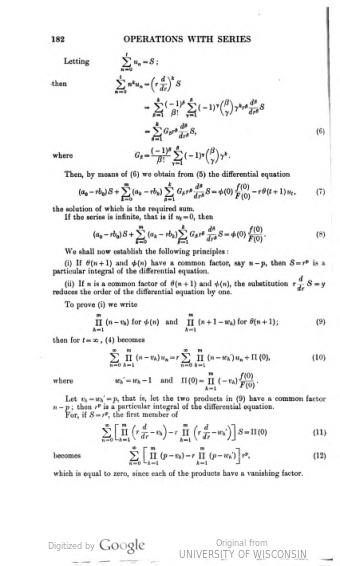 182 OPERATIONS WITH SERIES
Letting \sum_{n=0}^{t} u_n = S;
then \sum_{n=0}^{t} n^k u_n = \left( r \frac{d}{dr} \right)^k S
= \sum_{\beta=1}^{k} \frac{(-1)^\beta}{\beta!} \sum_{\gamma=1}^{\beta} (-1)^\gamma \binom{\beta}{\gamma} \gamma^k r^\beta \frac{d^\beta}{dr^\beta} S
= \sum_{\beta=1}^{k} G_\beta r^\beta \frac{d^\beta}{dr^\beta} S, (6)
where G_\beta = \frac{(-1)^\beta}{\beta!} \sum_{\gamma=1}^{\beta} (-1)^\gamma \binom{\beta}{\gamma} \gamma^k.
Then, by means of (6) we obtain from (5) the differential equation
(a_0 - rb_0) S + \sum_{k=0}^{m} (a_k - rb_k) \sum_{\beta=1}^{k} G_\beta r^\beta \frac{d^\beta}{dr^\beta} S = \phi(0) \frac{f(0)}{F(0)} - r\theta(t+1) u_t, (7)
the solution of which is the required sum.
If the series is infinite, that is if u_t = 0, then
(a_0 - rb_0) S + \sum_{k=0}^{m} (a_k - rb_k) \sum_{\beta=1}^{k} G_\beta r^\beta \frac{d^\beta}{dr^\beta} S = \phi(0) \frac{f(0)}{F(0)}. (8)
We shall now establish the following principles:
(i) If θ(n+1) and φ(n) have a common factor, say n-p, then S=r^p is a
particular integral of the differential equation.
(ii) If n is a common factor of θ(n+1) and φ(n), the substitution r \frac{d}{dr} S = y
reduces the order of the differential equation by one.
To prove (i) we write
\prod_{h=1}^{m} (n - v_h) for φ(n) and \prod_{h=1}^{m} (n+1-w_h) for θ(n+1); (9)
then for t=∞, (4) becomes
\sum_{n=0}^{\infty} \prod_{h=1}^{m} (n - v_h) u_n = r \sum_{n=0}^{\infty} \prod_{h=1}^{m} (n - w_h') u_n + Π(0), (10)
where w_h' = w_h - 1 and Π(0) = \prod_{h=1}^{m} (-v_h) \frac{f(0)}{F(0)}.
Let v_h = w_h' = p, that is, let the two products in (9) have a common factor
n-p; then r^p is a particular integral of the differential equation.
For, if S=r^p, the first member of
\sum_{n=0}^{\infty} \left[ \prod_{h=1}^{m} \left( r \frac{d}{dr} - v_h \right) - r \prod_{h=1}^{m} \left( r \frac{d}{dr} - w_h' \right) \right] S = Π(0) (11)
becomes \sum_{n=0}^{\infty} \left[ \prod_{h=1}^{m} (p - v_h) - r \prod_{h=1}^{m} (p - w_h') \right] r^p, (12)
which is equal to zero, since each of the products have a vanishing factor.
Digitized by Google
Original from
UNIVERSITY OF WISCONSIN